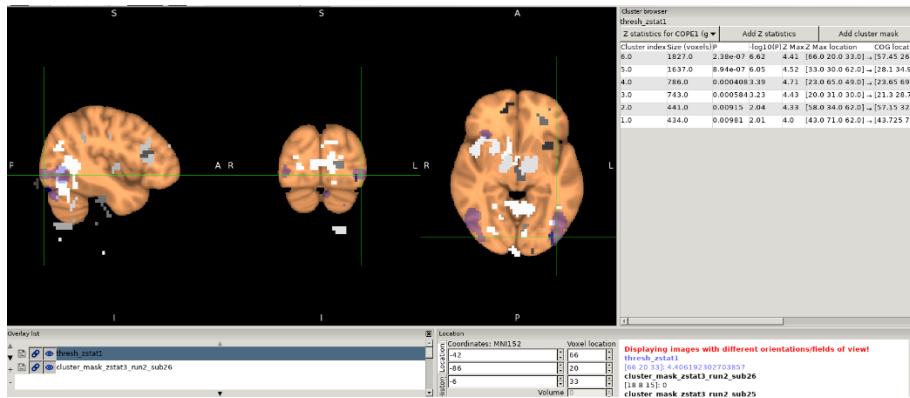 S S A
P A R L R L
I I P
Cluster browser
thresh_zstat1
Z statistics for COPE1 (g ▾ Add Z statistics Add cluster mask
Cluster index Size (voxels) P -log10(P) Z Max Z Max location COG locat
6.0 1827.0 2.38e-07 6.62 4.41 [66.0 20.0 33.0] → [57.45 26
5.0 1637.0 8.94e-07 6.05 4.52 [33.0 30.0 62.0] → [28.1 34.9
4.0 786.0 0.000408 3.39 4.71 [23.0 65.0 49.0] → [23.65 69
3.0 743.0 0.000584 3.23 4.43 [20.0 31.0 30.0] → [21.3 28.7
2.0 441.0 0.00915 2.04 4.33 [58.0 34.0 62.0] → [57.15 32
1.0 434.0 0.00981 2.01 4.0 [43.0 71.0 62.0] → [43.725 7
Overlay list
thresh_zstat1
cluster_mask_zstat3_run2_sub26
Location
Coordinates: MNI152 Voxel location
-42 66
-86 20
-6 33
Volume 0
Location
Displaying images with different orientations/fields of view!
thresh_zstat1
[66 20 33]: 4.406192302703857
cluster_mask_zstat3_run2_sub26
[18 8 15]: 0
cluster_mask_zstat3_run2_sub25